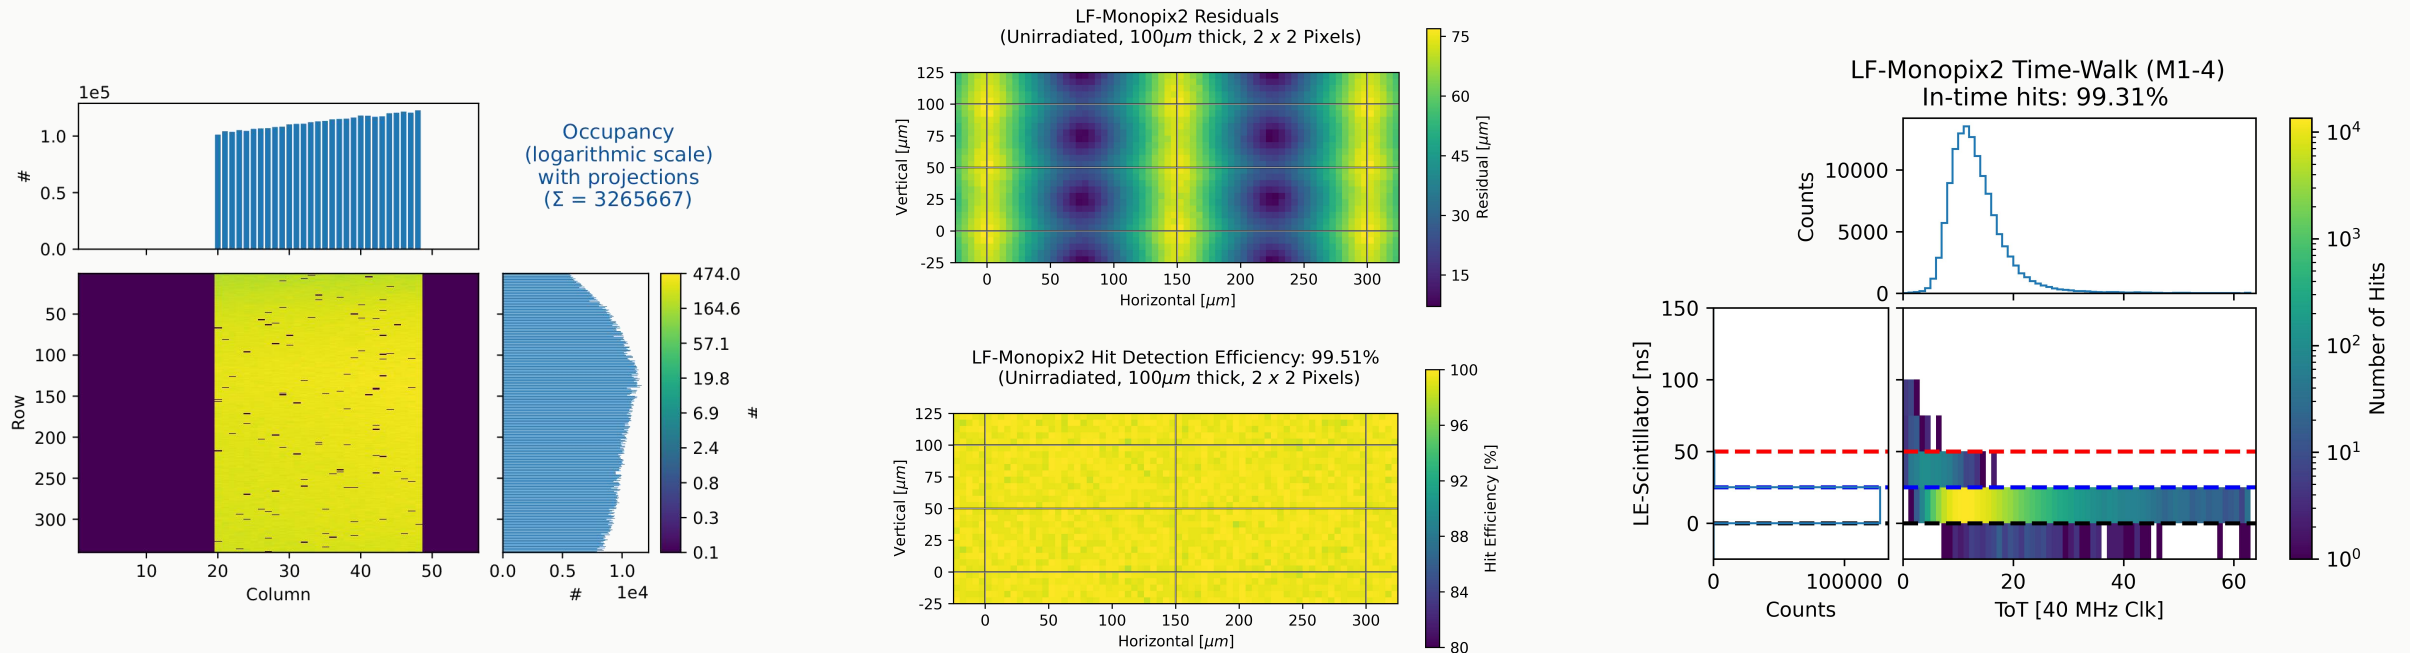 1e5
1.0
0.5
0.0
#
Occupancy
(logarithmic scale)
with projections
(Σ = 3265667)
50
100
150
200
250
300
Row
10 20 30 40 50
Column
0.0 0.5 1.0
# 1e4
474.0
164.6
57.1
19.8
6.9
2.4
0.8
0.3
0.1
#
LF-Monopix2 Residuals
(Unirradiated, 100μm thick, 2 x 2 Pixels)
125
100
75
50
25
0
-25
Vertical [μm]
0 50 100 150 200 250 300
Horizontal [μm]
75
60
45
30
15
Residual [μm]
LF-Monopix2 Hit Detection Efficiency: 99.51%
(Unirradiated, 100μm thick, 2 x 2 Pixels)
125
100
75
50
25
0
-25
Vertical [μm]
0 50 100 150 200 250 300
Horizontal [μm]
100
96
92
88
84
80
Hit Efficiency [%]
LF-Monopix2 Time-Walk (M1-4)
In-time hits: 99.31%
10000
5000
0
Counts
150
100
50
0
LE-Scintillator [ns]
0 100000
Counts
0 20 40 60
ToT [40 MHz Clk]
10⁴
10³
10²
10¹
10⁰
Number of Hits